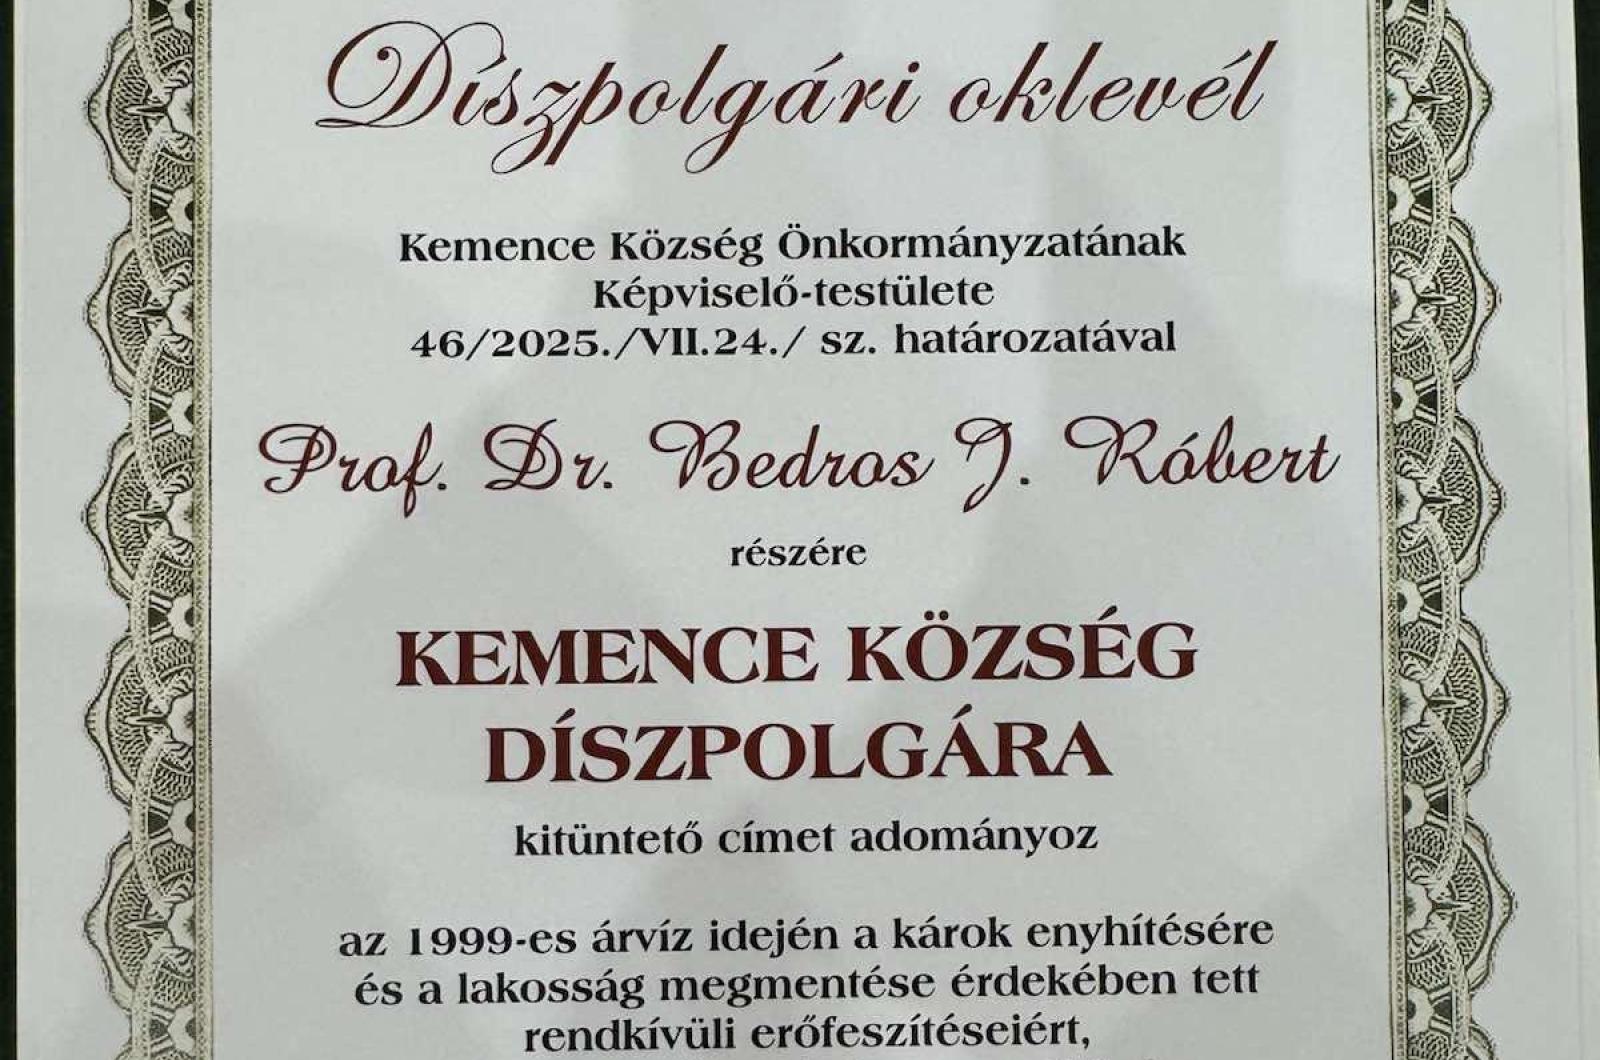 Díszpolgári oklevél
Kemence Község Önkormányzatának
Képviselő-testülete
46/2025./VII.24./ sz. határozatával
Prof. Dr. Bedros J. Róbert
részére
KEMENCE KÖZSÉG
DÍSZPOLGÁRA
kitüntető címet adományoz
az 1999-es árvíz idején a károk enyhítésére
és a lakosság megmentése érdekében tett
rendkívüli erőfeszítéseiért,